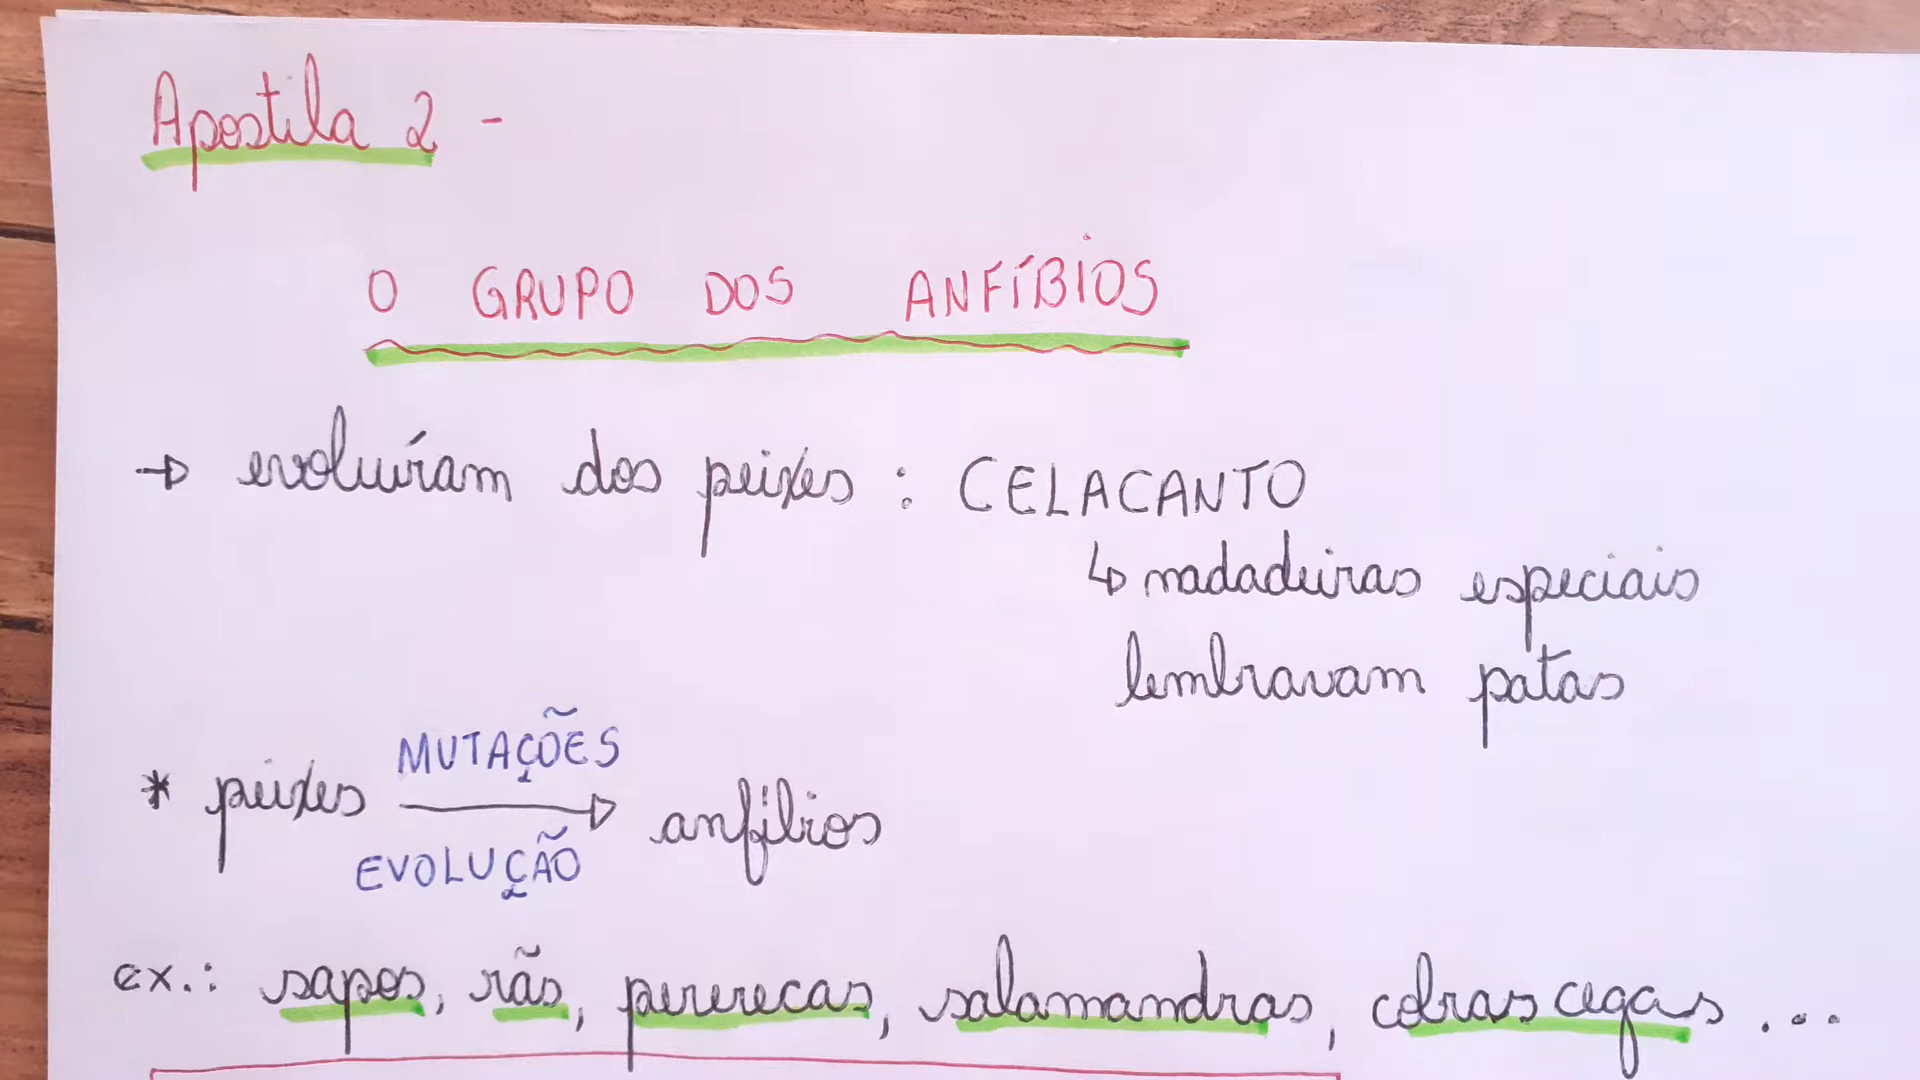 Apostila 2 -
O GRUPO DOS ANFÍBIOS
→ evoluíram dos peixes : CELACANTO
↳ nadadeiras especiais
lembravam patas
MUTAÇÕES
* peixes → anfíbios
EVOLUÇÃO
ex.: sapos, rãs, pererecas, salamandras, cobras cegas ...